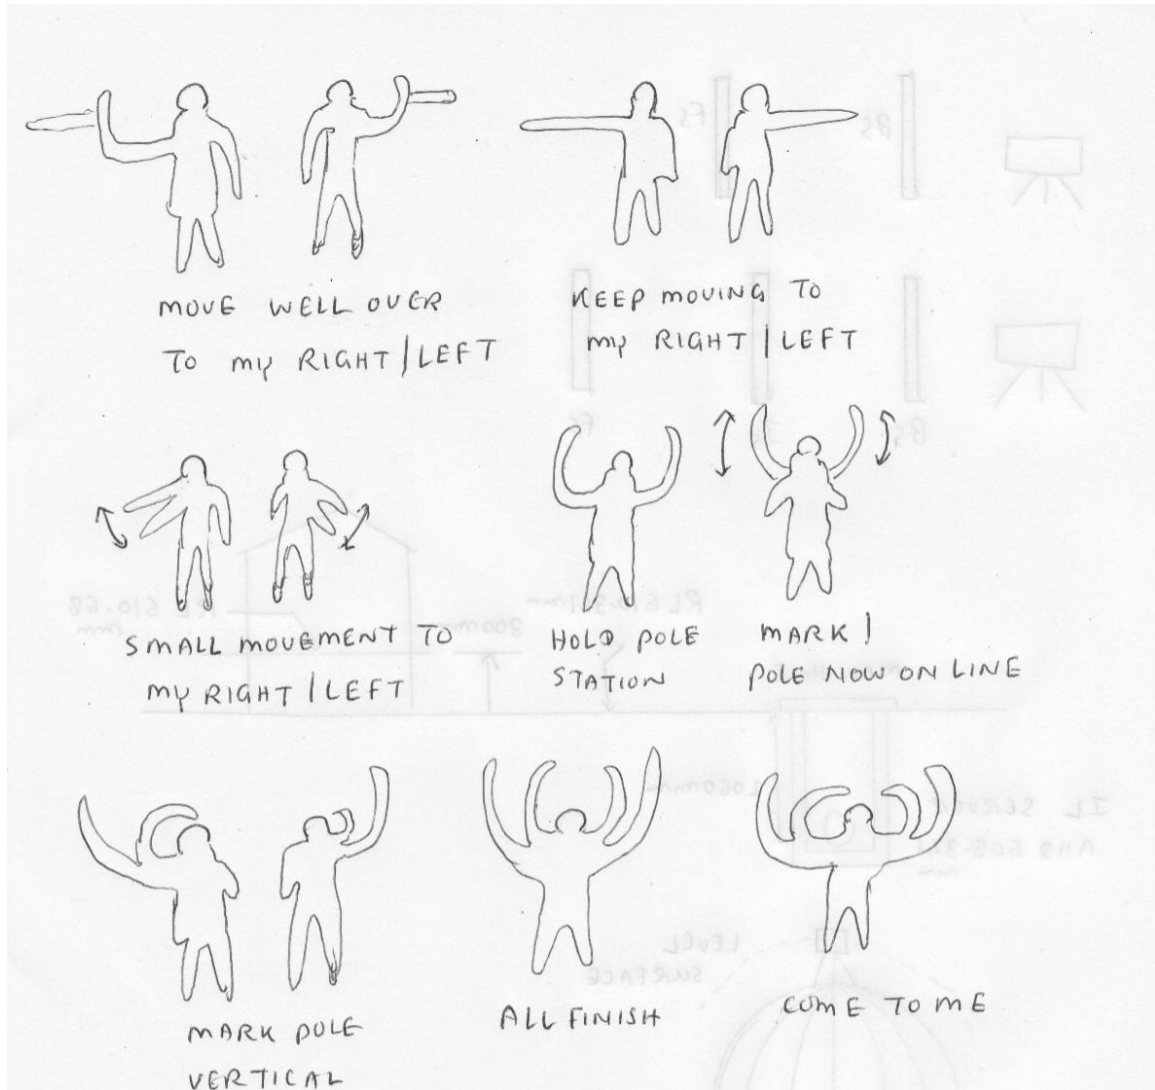 MOVE WELL OVER
TO my RIGHT/LEFT
KEEP MOVING TO
my RIGHT/LEFT
SMALL MOVEMENT TO
my RIGHT/LEFT
HOLD POLE
STATION
MARK /
POLE NOW ON LINE
MARK POLE
VERTICAL
ALL FINISH
COME TO ME